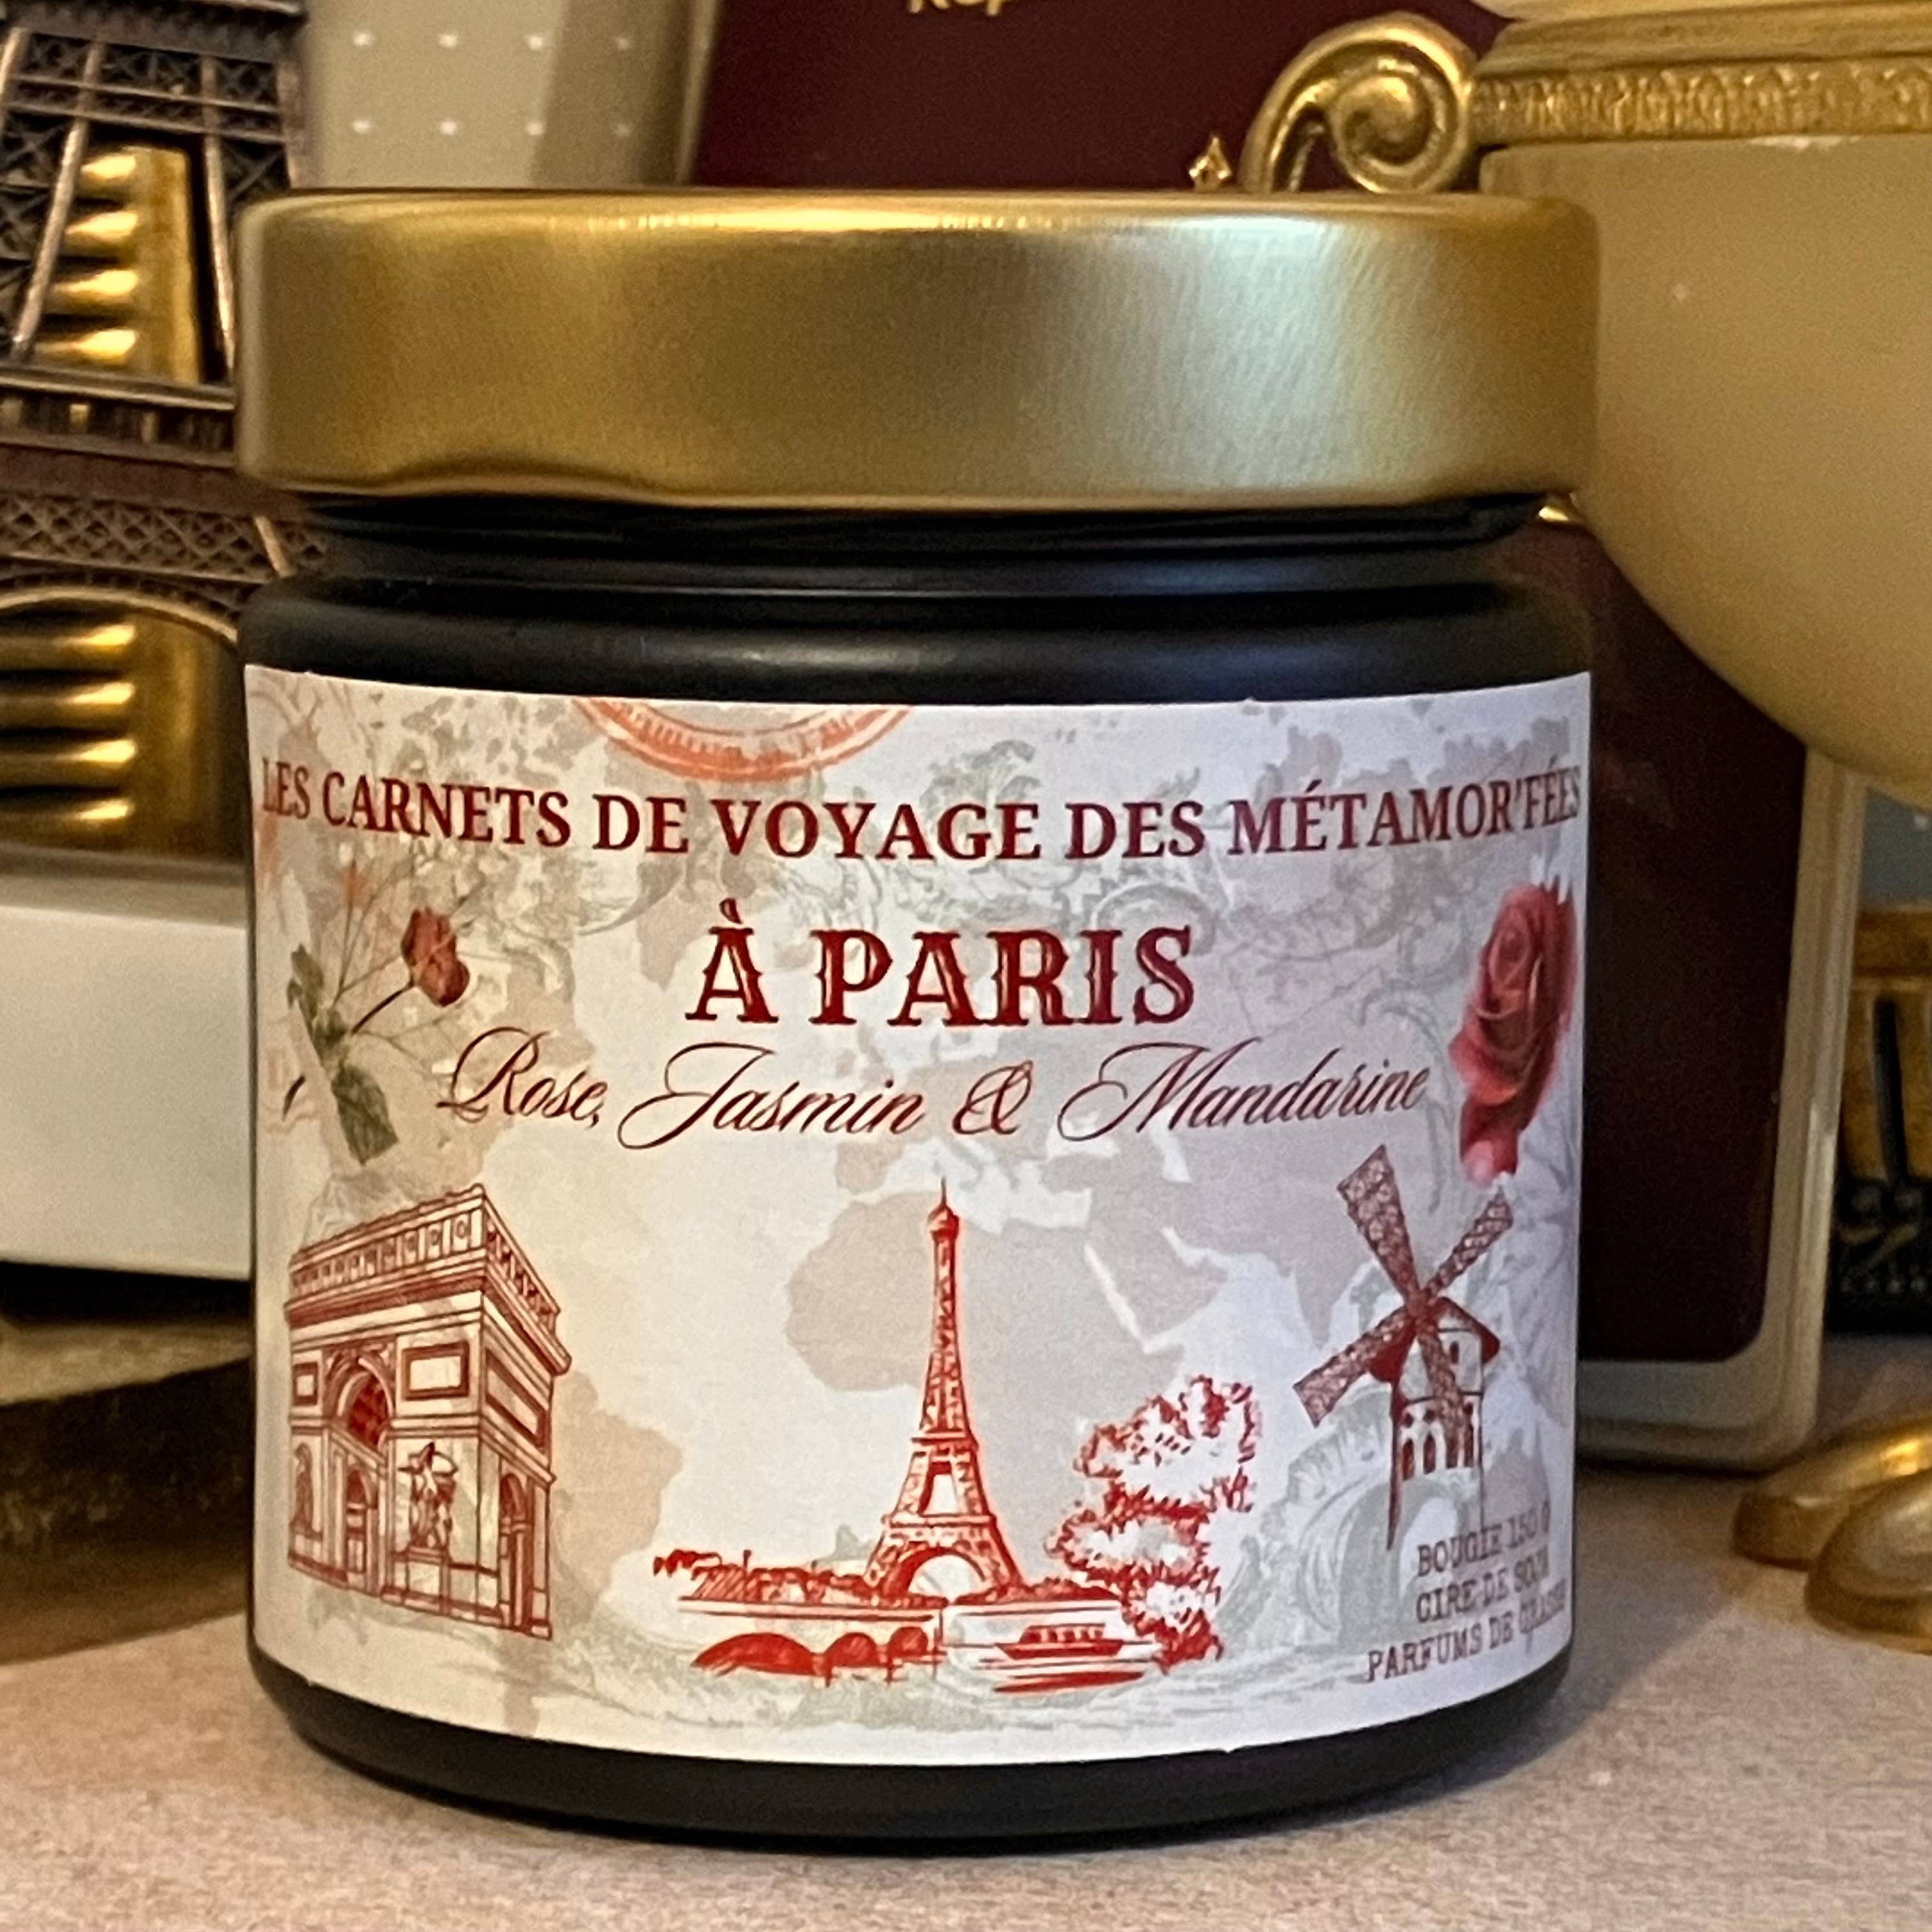 LES CARNETS DE VOYAGE DES MÉTAMOR'FÉES
À PARIS
Rose, Jasmin & Mandarine
BOUGIE 150 G
CIRE DE SOJA
PARFUMS DE GRASSE